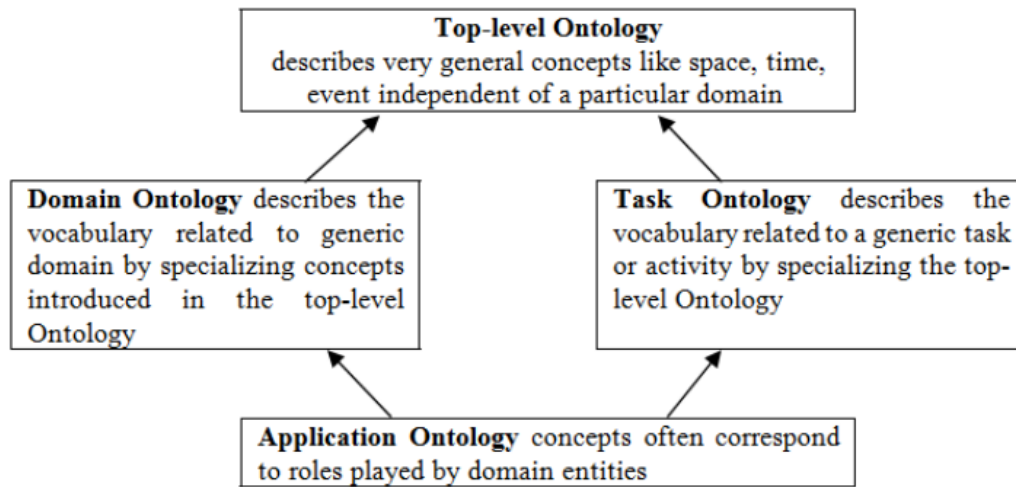 Top-level Ontology
describes very general concepts like space, time,
event independent of a particular domain
Domain Ontology describes the
vocabulary related to generic
domain by specializing concepts
introduced in the top-level
Ontology
Task Ontology describes the
vocabulary related to a generic task
or activity by specializing the top-
level Ontology
Application Ontology concepts often correspond
to roles played by domain entities